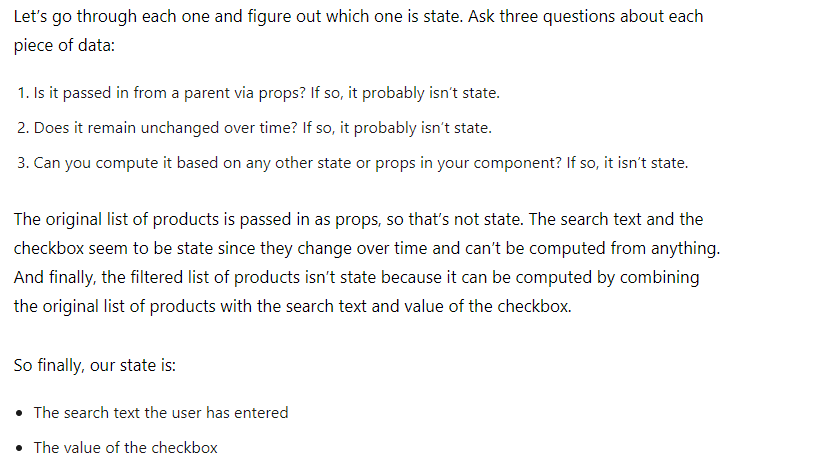 Let’s go through each one and figure out which one is state. Ask three questions about each
piece of data:
1. Is it passed in from a parent via props? If so, it probably isn’t state.
2. Does it remain unchanged over time? If so, it probably isn’t state.
3. Can you compute it based on any other state or props in your component? If so, it isn’t state.
The original list of products is passed in as props, so that’s not state. The search text and the
checkbox seem to be state since they change over time and can’t be computed from anything.
And finally, the filtered list of products isn’t state because it can be computed by combining
the original list of products with the search text and value of the checkbox.
So finally, our state is:
• The search text the user has entered
• The value of the checkbox